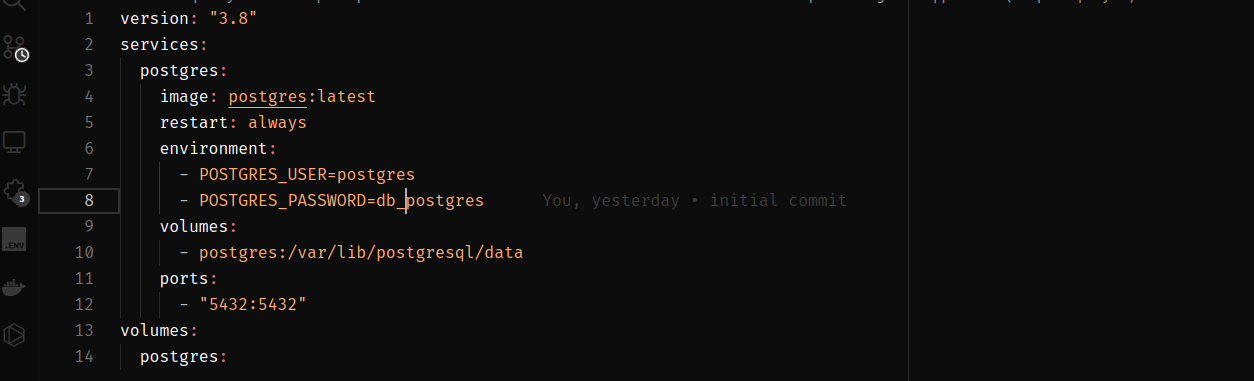 1 version: "3.8"
2 services:
3 postgres:
4 image: postgres:latest
5 restart: always
6 environment:
7 - POSTGRES_USER=postgres
8 - POSTGRES_PASSWORD=db_postgres You, yesterday • initial commit
9 volumes:
10 - postgres:/var/lib/postgresql/data
11 ports:
12 - "5432:5432"
13 volumes:
14 postgres:
3
.ENV